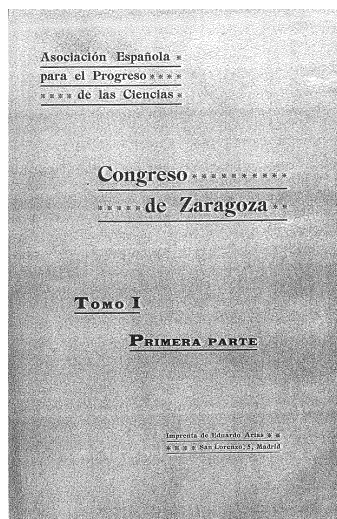 Asociación Española *
para el Progreso * * * *
* * * * de las Ciencias *
Congreso * * * * * * * * * *
* * * * * de Zaragoza * *
TOMO I
PRIMERA PARTE
Imprenta de Eduardo Arias * *
* * * * San Lorenzo, 5, Madrid